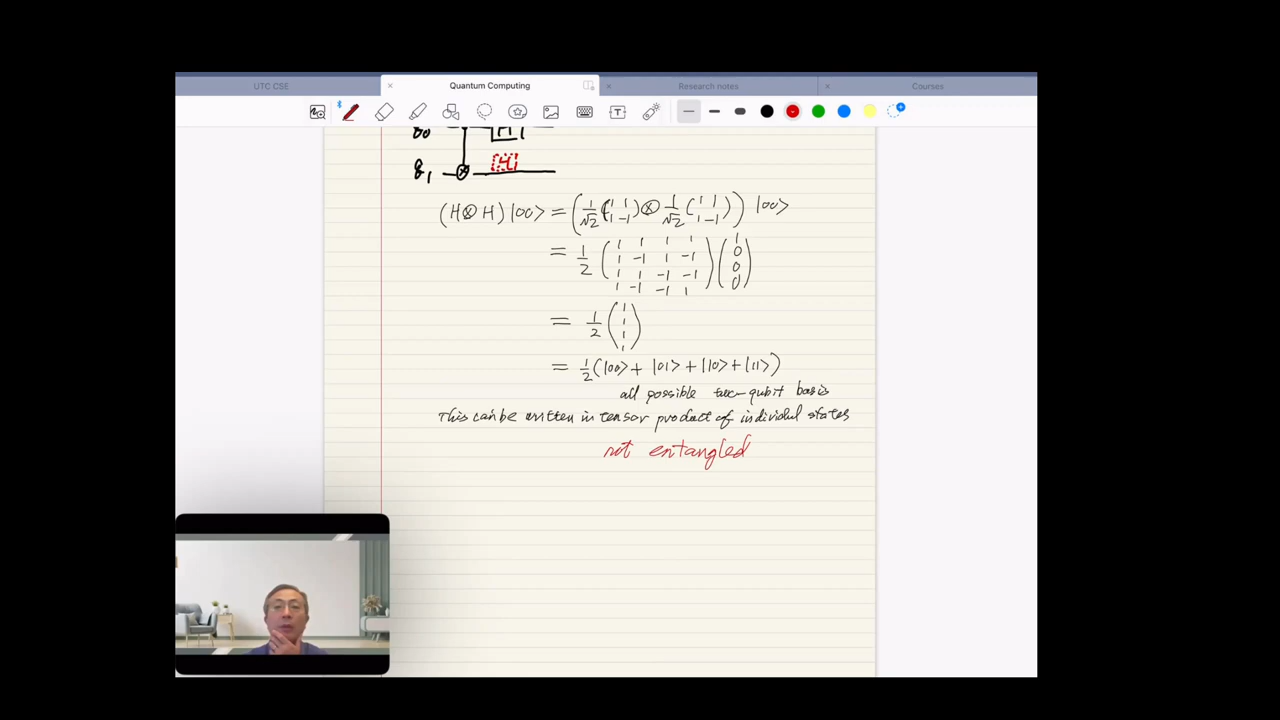 UTC CSE
Quantum Computing
Research notes
Courses
q0 H
q1 H
(H⊗H)|00> = (1/√2 (1 1 1 -1) ⊗ 1/√2 (1 1 1 -1)) |00>
= 1/2 (1 1 1 1 1 -1 1 -1 1 1 -1 -1 1 -1 -1 1) (1 0 0 0)
= 1/2 (1 1 1 1)
= 1/2 (|00> + |01> + |10> + |11>)
all possible two-qubit basis
This can be written in tensor product of individul states
not entangled